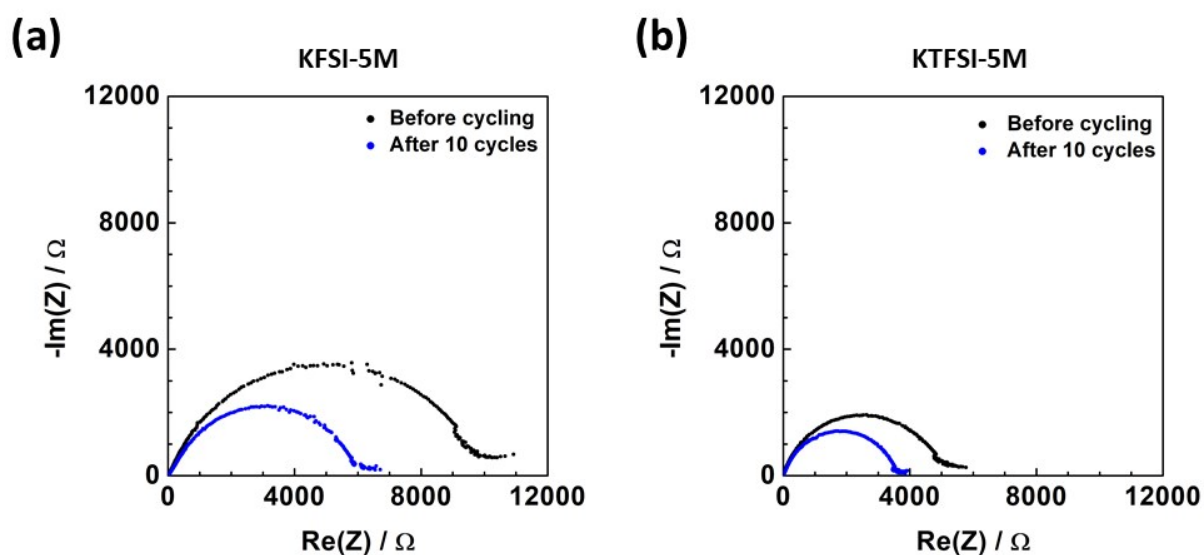 (a)
KFSI-5M
12000
8000
4000
0
-Im(Z) / Ω
Before cycling
After 10 cycles
0 4000 8000 12000
Re(Z) / Ω
(b)
KTFSI-5M
12000
8000
4000
0
-Im(Z) / Ω
Before cycling
After 10 cycles
0 4000 8000 12000
Re(Z) / Ω